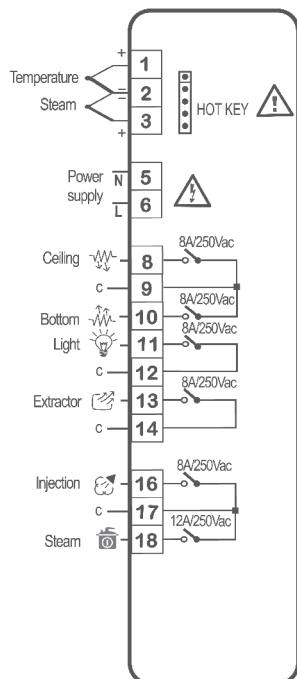 +
1
Temperature
–
2
–
Steam
3
+
HOT KEY
Power supply
N
5
L
6
Ceiling
8
8A/250Vac
c
9
Bottom
10
8A/250Vac
Light
11
8A/250Vac
c
12
Extractor
13
8A/250Vac
c
14
Injection
16
8A/250Vac
c
17
Steam
18
12A/250Vac